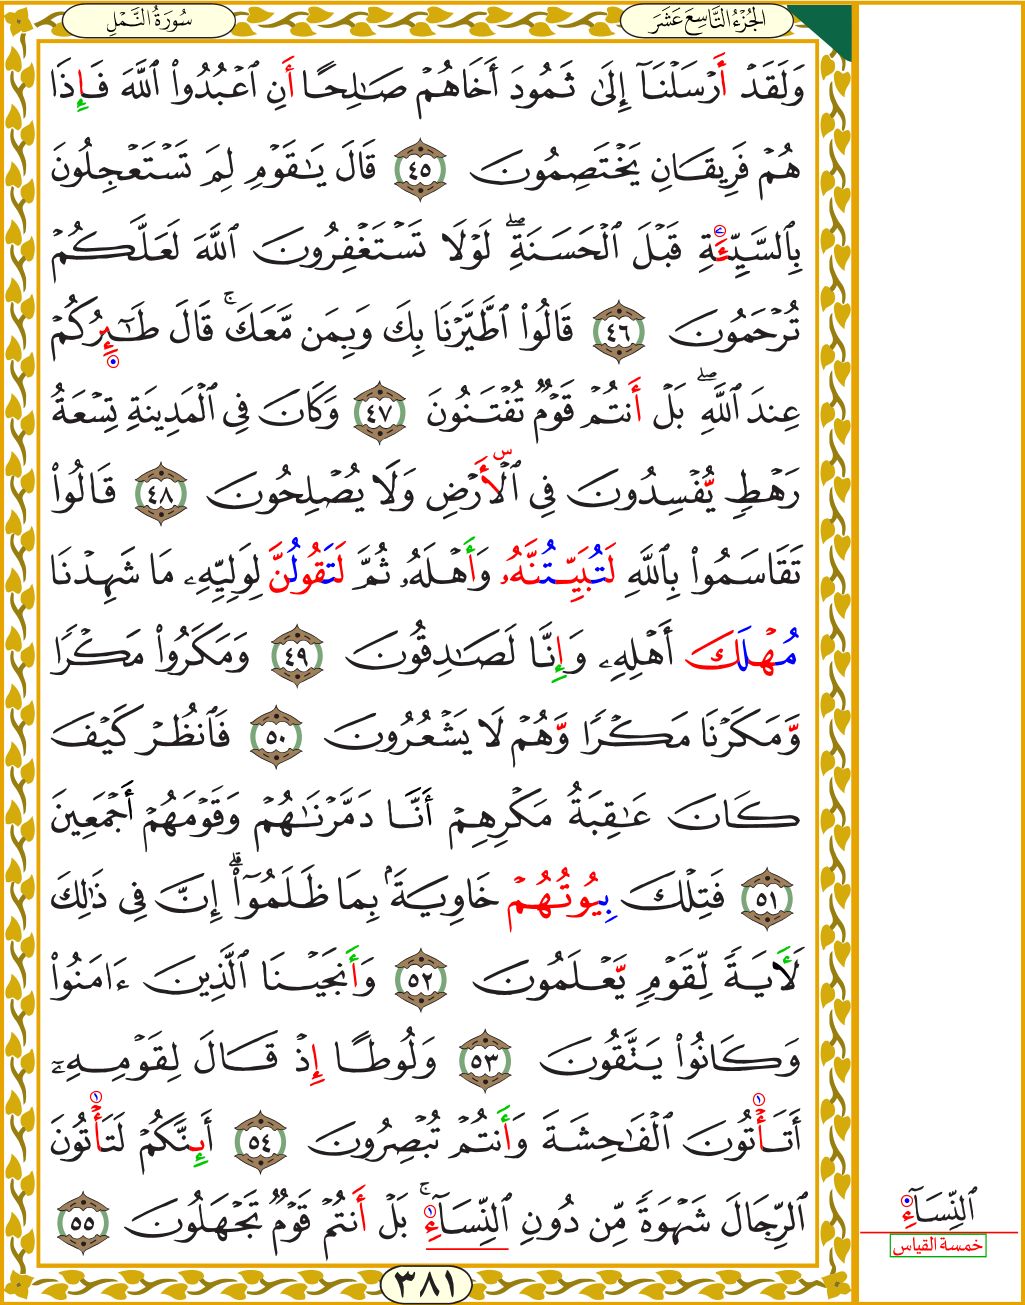 الجُزْءُ التَّاسِعَ عَشَرَ
سُورَةُ النَّمْلِ
وَلَقَدۡ أَرۡسَلۡنَآ إِلَىٰ ثَمُودَ أَخَاهُمۡ صَـٰلِحًا أَنِ ٱعۡبُدُواْ ٱللَّهَ فَإِذَا
هُمۡ فَرِيقَـانِ يَخۡتَصِمُونَ ٤٥ قَالَ يَـٰقَوۡمِ لِمَ تَسۡتَعۡجِلُونَ
بِٱلسَّيِّئَةِ قَبۡلَ ٱلۡحَسَنَةِۖ لَوۡلَا تَسۡتَغۡفِرُونَ ٱللَّهَ لَعَلَّكُمۡ
تُرۡحَمُونَ ٤٦ قَالُواْ ٱطَّيَّرۡنَا بِكَ وَبِمَن مَّعَكَۚ قَالَ طَـٰٓئِرُكُمۡ
عِندَ ٱللَّهِۖ بَلۡ أَنتُمۡ قَوۡمٌ تُفۡتَنُونَ ٤٧ وَكَانَ فِي ٱلۡمَدِينَةِ تِسۡعَةُ
رَهۡطٍ يُفۡسِدُونَ فِي ٱلۡأَرۡضِ وَلَا يُصۡلِحُونَ ٤٨ قَالُواْ
تَقَاسَمُواْ بِٱللَّهِ لَتُبَيِّتُنَّهُۥ وَأَهۡلَهُۥ ثُمَّ لَتَقُولُنَّ لِوَلِيِّهِۦ مَا شَهِدۡنَا
مُهۡلَكَ أَهۡلِهِۦ وَإِنَّا لَصَـٰدِقُونَ ٤٩ وَمَكَرُواْ مَكۡرًا
وَمَكَرۡنَا مَكۡرًا وَهُمۡ لَا يَشۡعُرُونَ ٥٠ فَٱنظُرۡ كَيۡفَ
كَانَ عَـٰقِبَةُ مَكۡرِهِمۡ أَنَّا دَمَّرۡنَـٰهُمۡ وَقَوۡمَهُمۡ أَجۡمَعِينَ
٥١ فَتِلۡكَ بِيُوتُهُمۡ خَاوِيَةَۢ بِمَا ظَلَمُوٓاْۗ إِنَّ فِي ذَٰلِكَ
لَأٓيَةً لِّقَوۡمٍ يَعۡلَمُونَ ٥٢ وَأَنجَيۡنَا ٱلَّذِينَ ءَامَنُواْ
وَكَانُواْ يَتَّقُونَ ٥٣ وَلُوطًا إِذۡ قَالَ لِقَوۡمِهِۦٓ
أَتَأۡتُونَ ٱلۡفَـٰحِشَةَ وَأَنتُمۡ تُبۡصِرُونَ ٥٤ أَئِنَّكُمۡ لَتَأۡتُونَ
ٱلرِّجَالَ شَهۡوَةً مِّن دُونِ ٱلنِّسَآءِۚ بَلۡ أَنتُمۡ قَوۡمٌ تَجۡهَلُونَ ٥٥
ٱلنِّسَآءِ
خمسة القياس
٣٨١